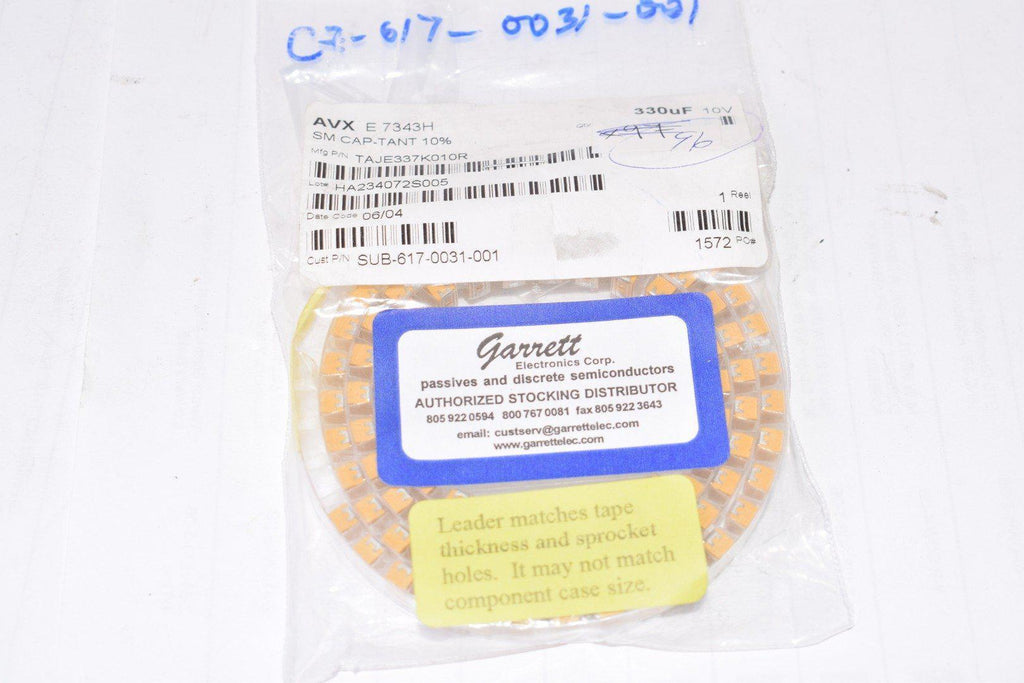 C7-617-0031-001
AVX E 7343H
330uF 10V
SM CAP-TANT 10%
QTY
96
Mfg P/N TAJE337K010R
Lot# HA234072S005
1 Reel
Date Code 06/04
1572 PO#
Cust P/N SUB-617-0031-001
Garrett
Electronics Corp.
passives and discrete semiconductors
AUTHORIZED STOCKING DISTRIBUTOR
805 922 0594 800 767 0081 fax 805 922 3643
email: custserv@garrettelec.com
www.garrettelec.com
Leader matches tape
thickness and sprocket
holes. It may not match
component case size.